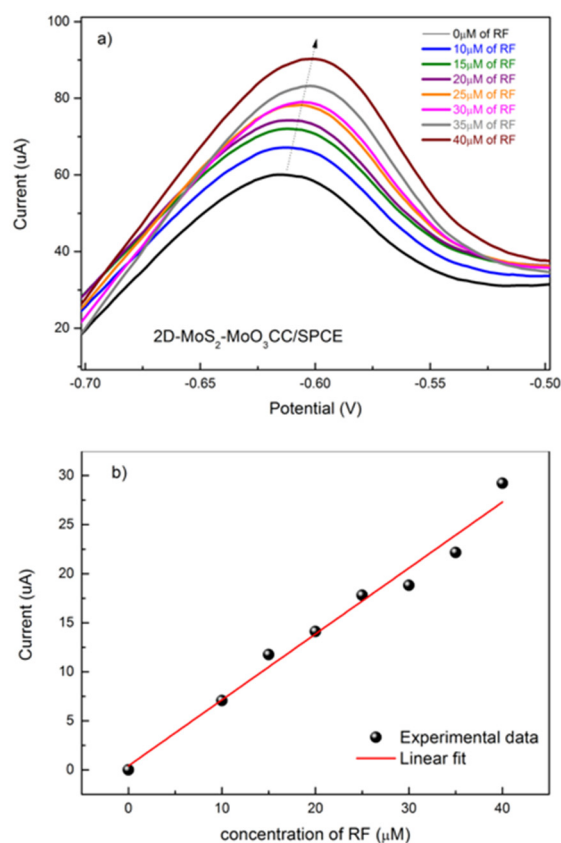 a)
0μM of RF
10μM of RF
15μM of RF
20μM of RF
25μM of RF
30μM of RF
35μM of RF
40μM of RF
100
80
60
40
20
Current (uA)
2D-MoS₂-MoO₃CC/SPCE
-0.70 -0.65 -0.60 -0.55 -0.50
Potential (V)
b)
30
25
20
15
10
5
0
Current (uA)
Experimental data
Linear fit
0 10 20 30 40
concentration of RF (μM)